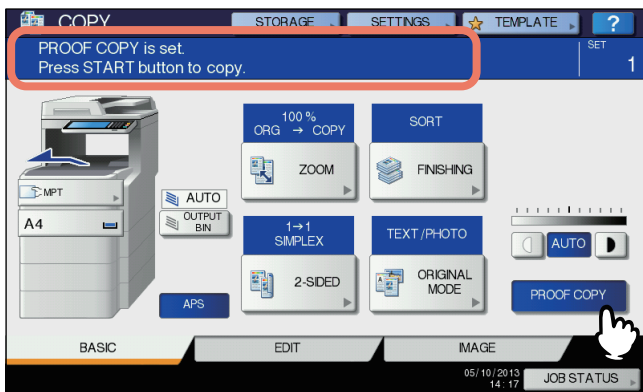 COPY
STORAGE
SETTINGS
TEMPLATE
?
PROOF COPY is set.
Press START button to copy.
SET
1
100 %
ORG → COPY
ZOOM
SORT
FINISHING
MPT
A4
AUTO
OUTPUT
BIN
APS
1→1
SIMPLEX
2-SIDED
TEXT/PHOTO
ORIGINAL
MODE
AUTO
PROOF COPY
BASIC
EDIT
IMAGE
05/10/2013
14:17
JOB STATUS